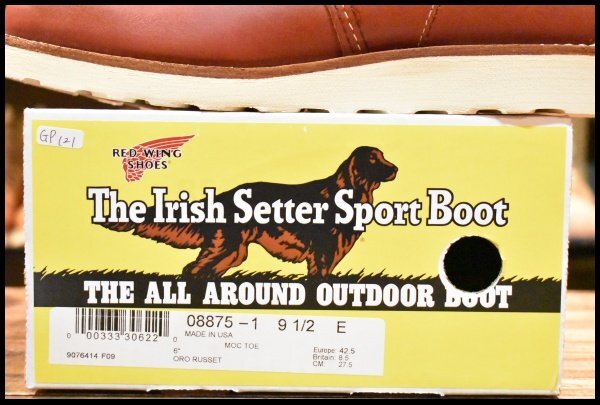 GP 121
RED WING
SHOES
The Irish Setter Sport Boot
THE ALL AROUND OUTDOOR BOOT
08875-1 9 1/2 E
MADE IN USA
MOC TOE
0 00333 30622 0
6"
ORO RUSSET
Europe: 42.5
Britain: 8.5
CM: 27.5
9076414 F09